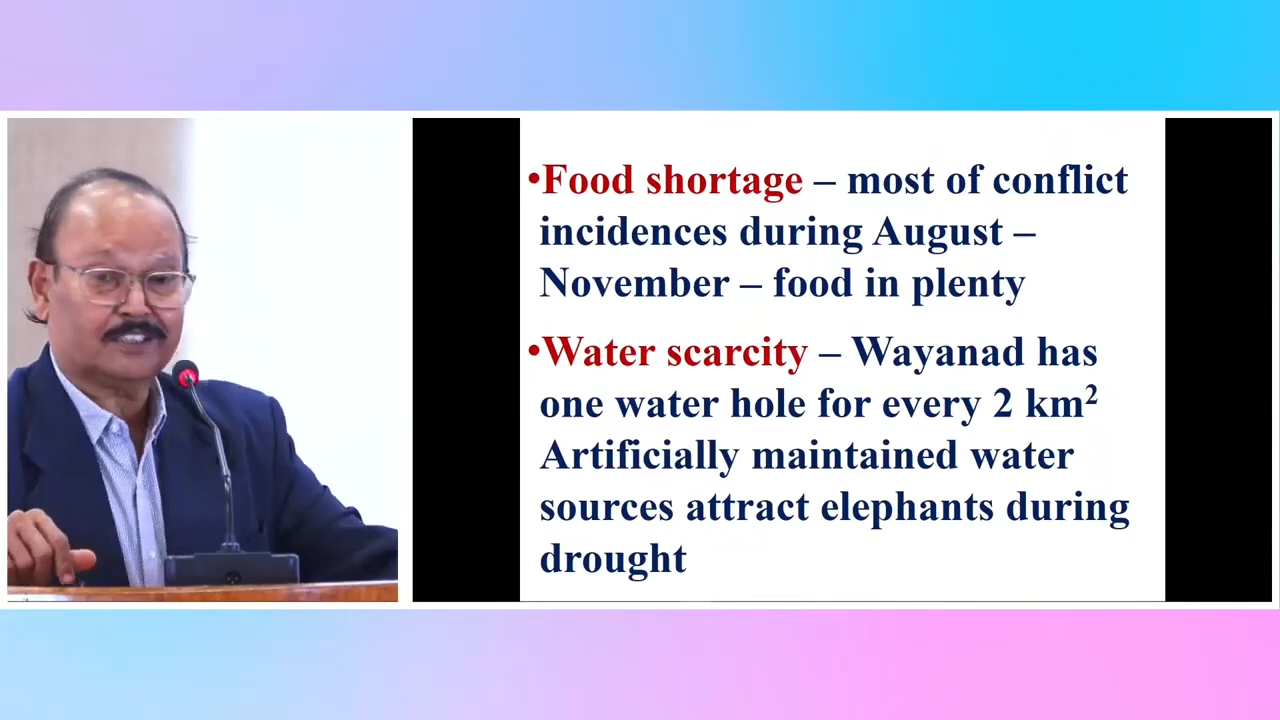 •Food shortage – most of conflict
incidences during August –
November – food in plenty
•Water scarcity – Wayanad has
one water hole for every 2 km²
Artificially maintained water
sources attract elephants during
drought